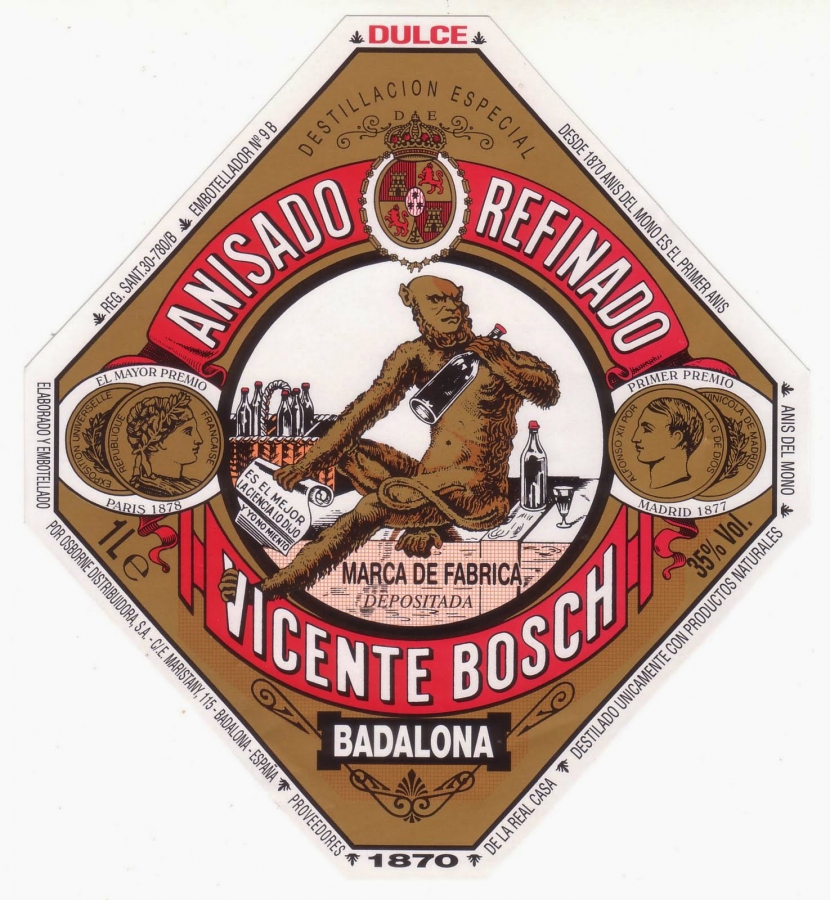 DULCE
DESTILLACION ESPECIAL
DE
ANISADO REFINADO
REG. SANT.30-780/B EMBOTELLADOR Nº 9 B
DESDE 1870 ANIS DEL MONO ES EL PRIMER ANIS
EL MAYOR PREMIO
EXPOSITION UNIVERSELLE
REPUBLIQUE FRANCAISE
PARIS 1878
PRIMER PREMIO
ALFONSO XII POR LA G DE DIOS
VINICOLA DE MADRID
MADRID 1877
ES EL MEJOR
LA CIENCIA LO DIJO
Y YO NO MIENTO
ELABORADO Y EMBOTELLADO
ANIS DEL MONO
1L e
35% Vol.
MARCA DE FABRICA
DEPOSITADA
VICENTE BOSCH
BADALONA
POR OSBORNE DISTRIBUIDORA, S.A. - C/.E. MARISTANY, 115 - BADALONA - ESPAÑA
DESTILADO UNICAMENTE CON PRODUCTOS NATURALES
PROVEEDORES
DE LA REAL CASA
1870